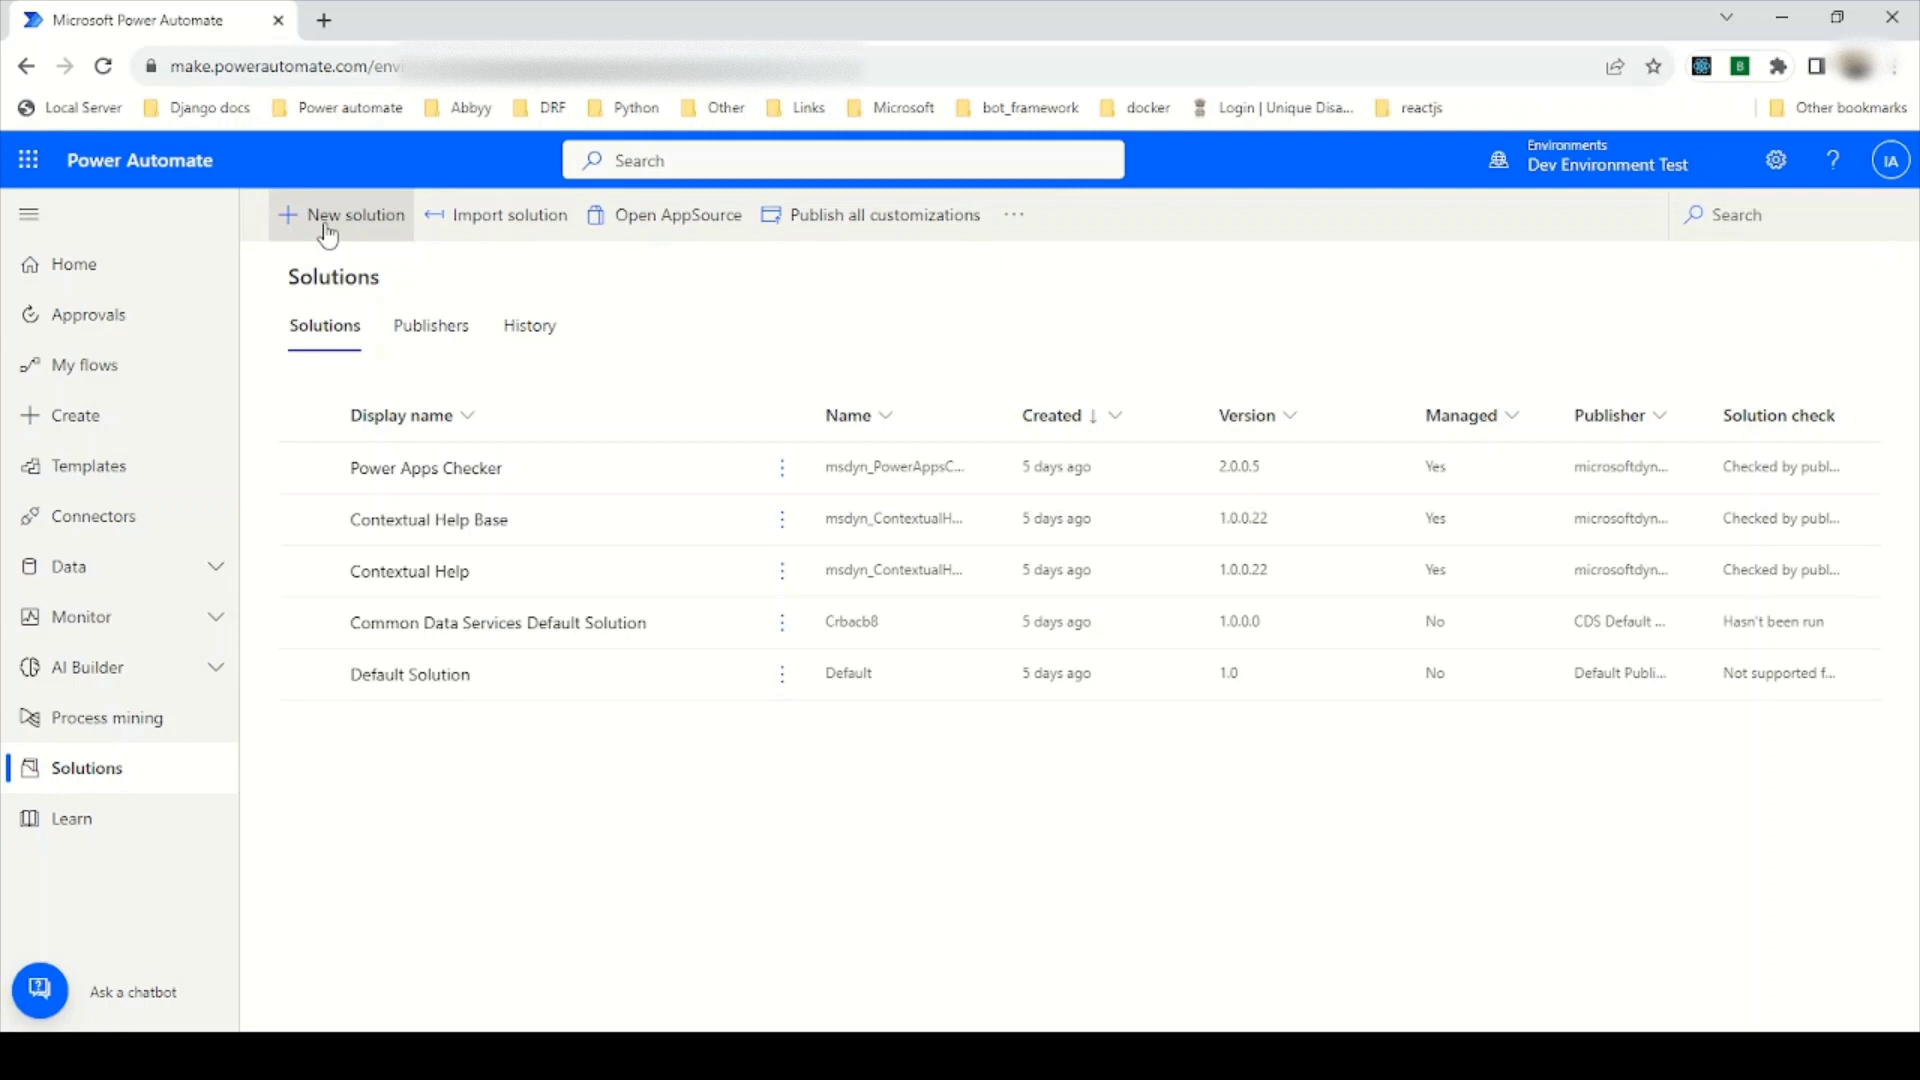 Microsoft Power Automate
make.powerautomate.com/envi
Local Server Django docs Power automate Abbyy DRF Python Other Links Microsoft bot_framework docker Login | Unique Disa... reactjs Other bookmarks
B
Power Automate
Search
Environments
Dev Environment Test
?
IA
New solution Import solution Open AppSource Publish all customizations ... Search
Home
Approvals
My flows
Create
Templates
Connectors
Data
Monitor
AI Builder
Process mining
Solutions
Learn
Ask a chatbot
Solutions
Solutions Publishers History
Display name Name Created ↓ Version Managed Publisher Solution check
Power Apps Checker msdyn_PowerAppsC... 5 days ago 2.0.0.5 Yes microsoftdyn... Checked by publ...
Contextual Help Base msdyn_ContextualH... 5 days ago 1.0.0.22 Yes microsoftdyn... Checked by publ...
Contextual Help msdyn_ContextualH... 5 days ago 1.0.0.22 Yes microsoftdyn... Checked by publ...
Common Data Services Default Solution Crbacb8 5 days ago 1.0.0.0 No CDS Default ... Hasn't been run
Default Solution Default 5 days ago 1.0 No Default Publi... Not supported f...